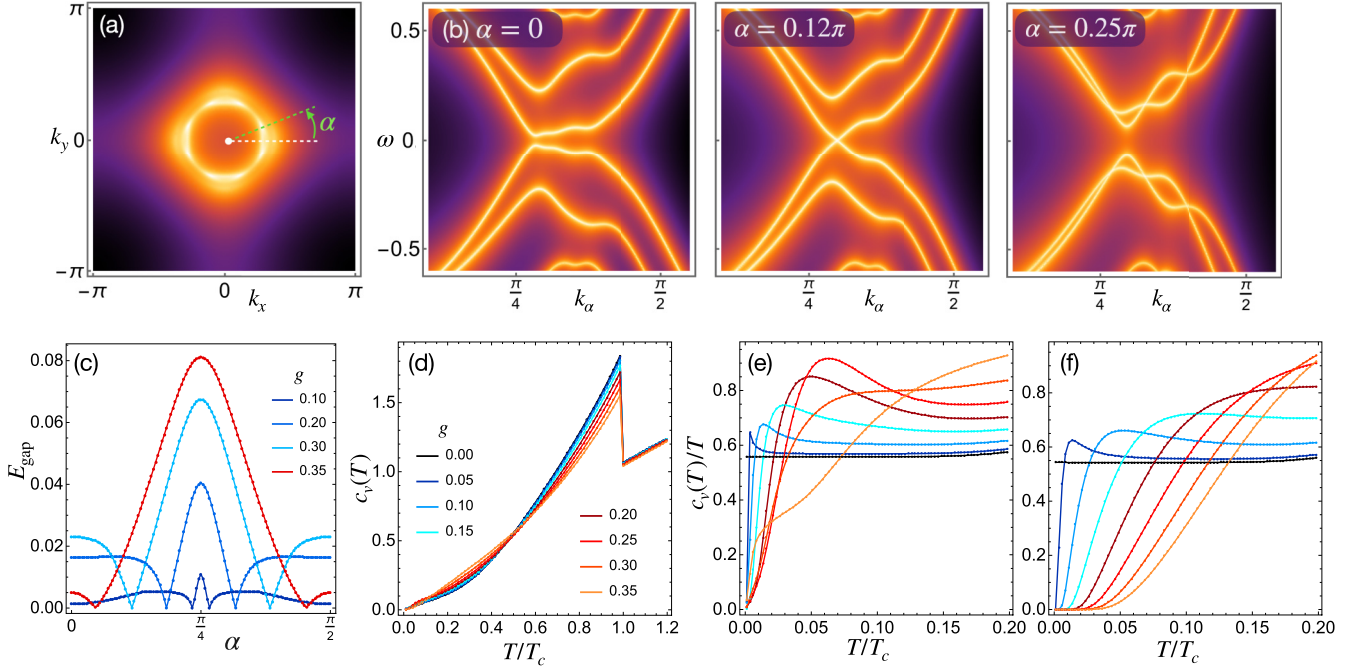 (a)
π
k_y
0
−π
α
−π
0
π
k_x
(b) α = 0
0.5
ω
0
−0.5
π/4
k_α
π/2
α = 0.12π
π/4
k_α
π/2
α = 0.25π
π/4
k_α
π/2
(c)
0.08
0.06
0.04
0.02
0.00
E_gap
g
0.10
0.20
0.30
0.35
0
π/4
π/2
α
(d)
1.5
1.0
0.5
0.0
c_v(T)
g
0.00
0.05
0.10
0.15
0.20
0.25
0.30
0.35
0.0
0.2
0.4
0.6
0.8
1.0
1.2
T/T_c
(e)
0.8
0.6
0.4
0.2
0.0
c_v(T)/T
0.00
0.05
0.10
0.15
0.20
T/T_c
(f)
0.8
0.6
0.4
0.2
0.0
0.00
0.05
0.10
0.15
0.20
T/T_c